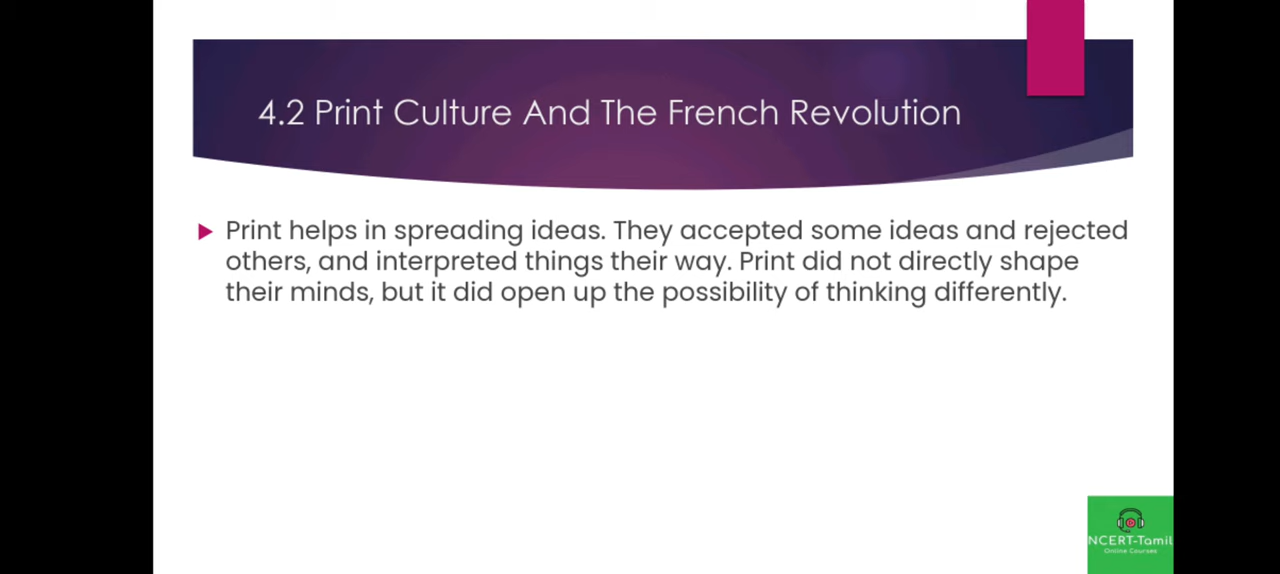 4.2 Print Culture And The French Revolution
Print helps in spreading ideas. They accepted some ideas and rejected
others, and interpreted things their way. Print did not directly shape
their minds, but it did open up the possibility of thinking differently.
NCERT-Tamil
Online Courses